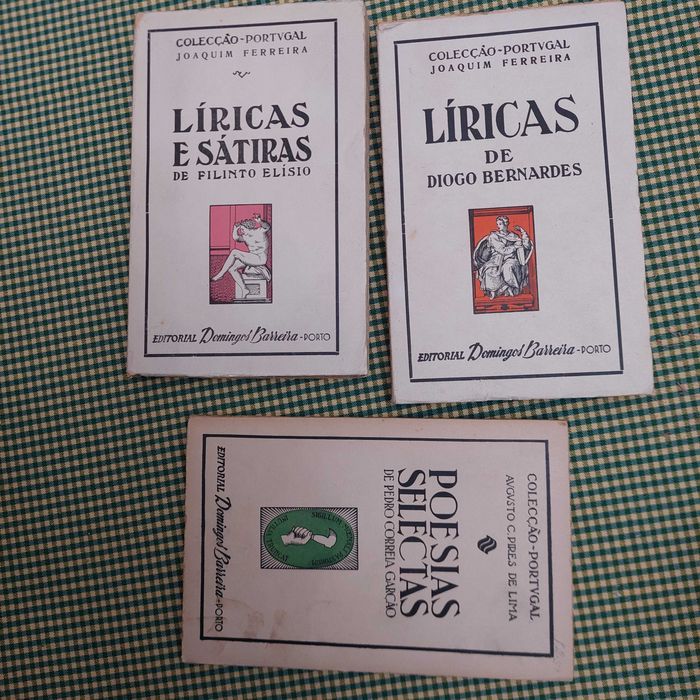 COLECÇÃO-PORTVGAL
JOAQUIM FERREIRA
LÍRICAS
E SÁTIRAS
DE FILINTO ELÍSIO
EDITORIAL Domingos Barreira-PORTO
COLECÇÃO-PORTVGAL
JOAQUIM FERREIRA
LÍRICAS
DE
DIOGO BERNARDES
EDITORIAL Domingos Barreira-PORTO
COLECÇÃO-PORTVGAL
AVGVSTO C. PIRES DE LIMA
POESIAS
SELECTAS
DE PEDRO CORREIA GARÇÃO
EDITORIAL Domingos Barreira-PORTO